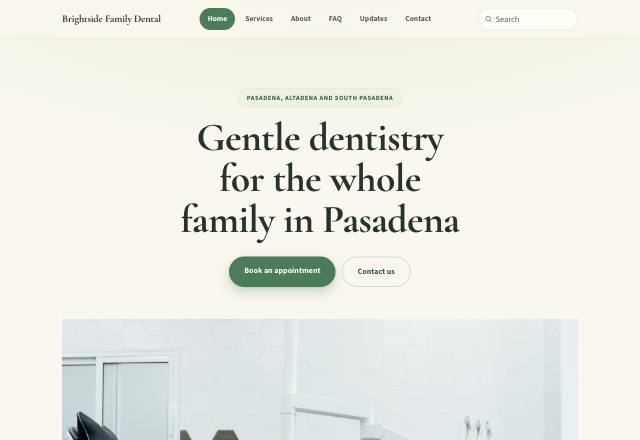 Brightside Family Dental
Home
Services
About
FAQ
Updates
Contact
Search
PASADENA, ALTADENA AND SOUTH PASADENA
Gentle dentistry
for the whole
family in Pasadena
Book an appointment
Contact us